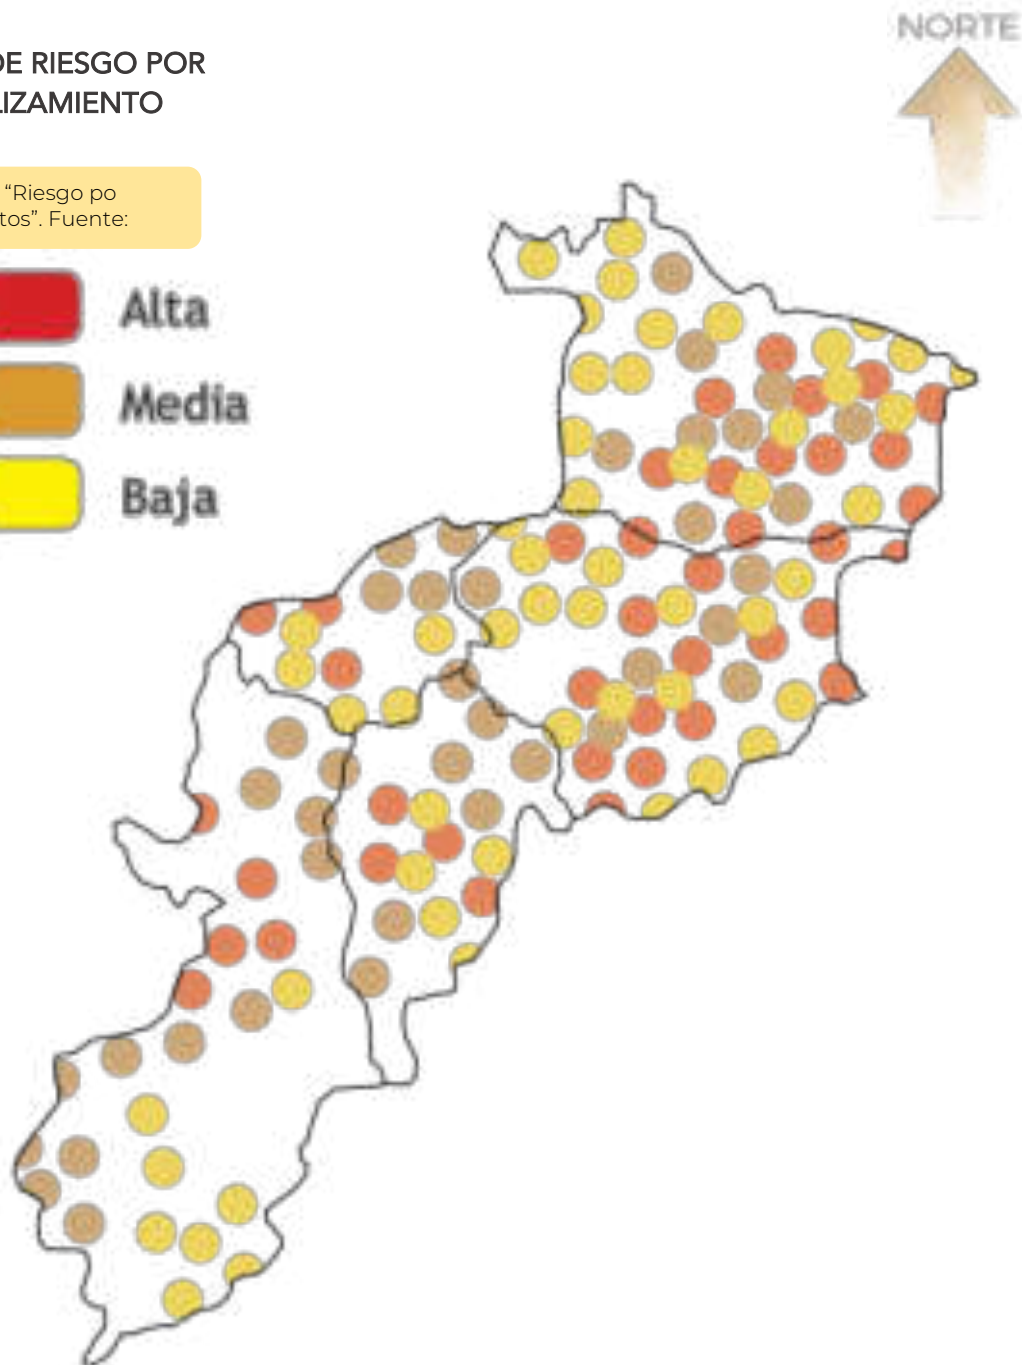 NORTE
DE RIESGO POR
LIZAMIENTO
“Riesgo po
tos”. Fuente:
Alta
Media
Baja